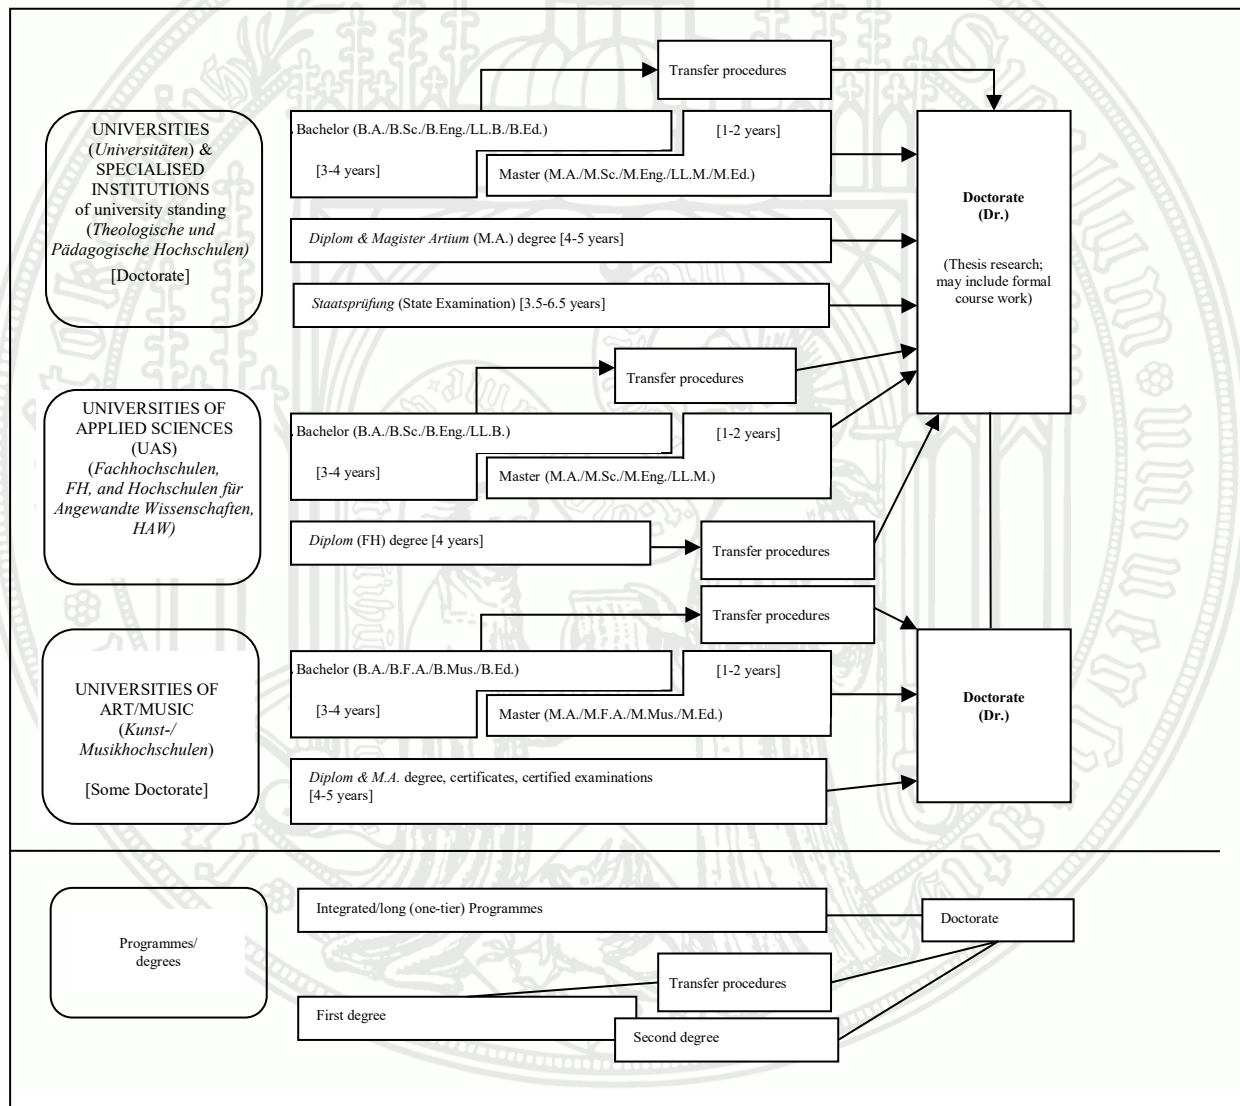 Transfer procedures
UNIVERSITIES
(Universitäten) &
SPECIALISED
INSTITUTIONS
of university standing
(Theologische und
Pädagogische Hochschulen)
[Doctorate]
Bachelor (B.A./B.Sc./B.Eng./LL.B./B.Ed.)
[1-2 years]
[3-4 years]
Master (M.A./M.Sc./M.Eng./LL.M./M.Ed.)
Diplom & Magister Artium (M.A.) degree [4-5 years]
Staatsprüfung (State Examination) [3.5-6.5 years]
Doctorate
(Dr.)
(Thesis research;
may include formal
course work)
Transfer procedures
UNIVERSITIES OF
APPLIED SCIENCES
(UAS)
(Fachhochschulen,
FH, and Hochschulen für
Angewandte Wissenschaften,
HAW)
Bachelor (B.A./B.Sc./B.Eng./LL.B.)
[1-2 years]
[3-4 years]
Master (M.A./M.Sc./M.Eng./LL.M.)
Diplom (FH) degree [4 years]
Transfer procedures
Transfer procedures
UNIVERSITIES OF
ART/MUSIC
(Kunst-/
Musikhochschulen)
[Some Doctorate]
Bachelor (B.A./B.F.A./B.Mus./B.Ed.)
[1-2 years]
[3-4 years]
Master (M.A./M.F.A./M.Mus./M.Ed.)
Diplom & M.A. degree, certificates, certified examinations
[4-5 years]
Doctorate
(Dr.)
Programmes/
degrees
Integrated/long (one-tier) Programmes
Doctorate
Transfer procedures
First degree
Second degree